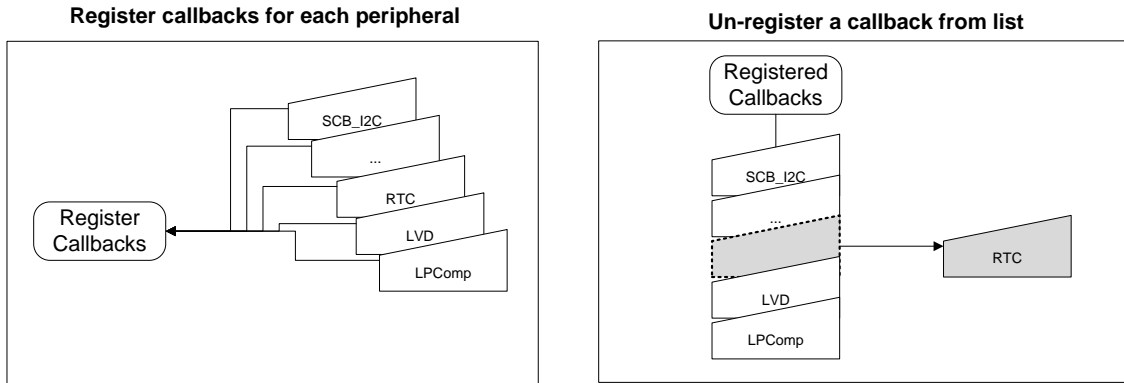 Register callbacks for each peripheral
SCB_I2C
...
RTC
LVD
LPComp
Register
Callbacks
Un-register a callback from list
Registered
Callbacks
SCB_I2C
...
LVD
LPComp
RTC